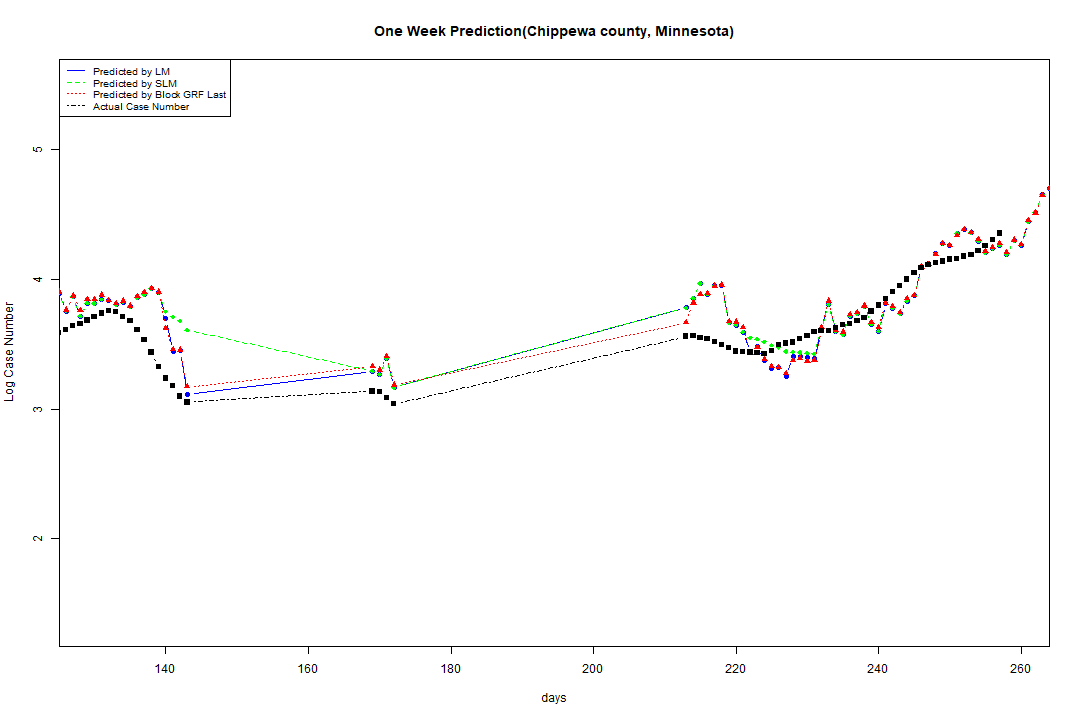 One Week Prediction(Chippewa county, Minnesota)
Predicted by LM
Predicted by SLM
Predicted by Block GRF Last
Actual Case Number
5
4
3
2
Log Case Number
140 160 180 200 220 240 260
days